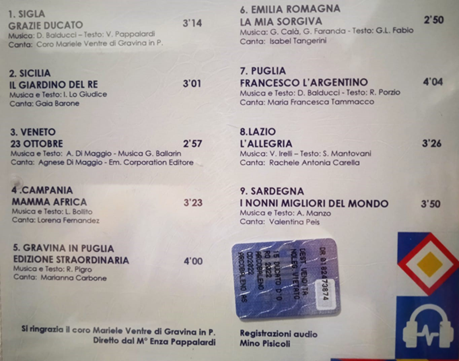 1. SIGLA
GRAZIE DUCATO 3'14
Musica: D. Balducci - Testo: V. Pappalardi
Canta: Coro Mariele Ventre di Gravina in P.
2. SICILIA
IL GIARDINO DEL RE 3'01
Musica e Testo: I. Lo Giudice
Canta: Gaia Barone
3. VENETO
23 OTTOBRE 2'57
Musica e Testo: A. Di Maggio - Musica G. Ballarin
Canta: Agnese Di Maggio - Em. Corporation Editore
4 .CAMPANIA
MAMMA AFRICA 3'23
Musica e Testo: L. Bolito
Canta: Lorena Fernandez
5. GRAVINA IN PUGLIA
EDIZIONE STRAORDINARIA 4'00
Musica e Testo: R. Pigro
Canta: Marianna Carbone
Si ringrazia il coro Mariele Ventre di Gravina in P.
Diretto dal M° Enza Pappalardi
6. EMILIA ROMAGNA
LA MIA SORGIVA 2'50
Musica: G. Calà, G. Faranda - Testo: G.L. Fabio
Canta: Isabel Tangerini
7. PUGLIA
FRANCESCO L'ARGENTINO 4'04
Musica e Testo: D. Balducci - Testo: R. Porzio
Canta: Maria Francesca Tammacco
8.LAZIO
L'ALLEGRIA 3'26
Musica: V. Irelli - Testo: S. Mantovani
Canta: Rachele Antonia Carella
9. SARDEGNA
I NONNI MIGLIORI DEL MONDO 3'50
Musica e Testo: A. Manzo
Canta: Valentina Peis
Registrazioni audio
Mino Pisicoli